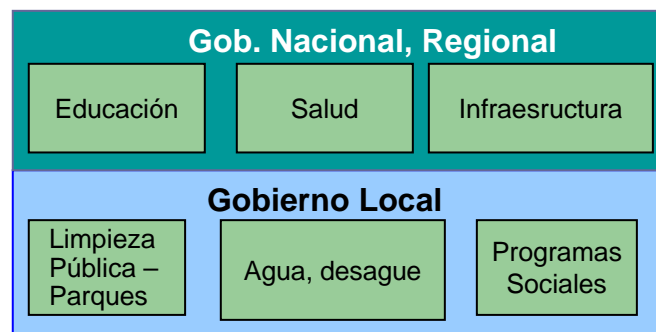 Gob. Nacional, Regional
Educación
Salud
Infraesructura
Gobierno Local
Limpieza
Pública –
Parques
Agua, desague
Programas
Sociales